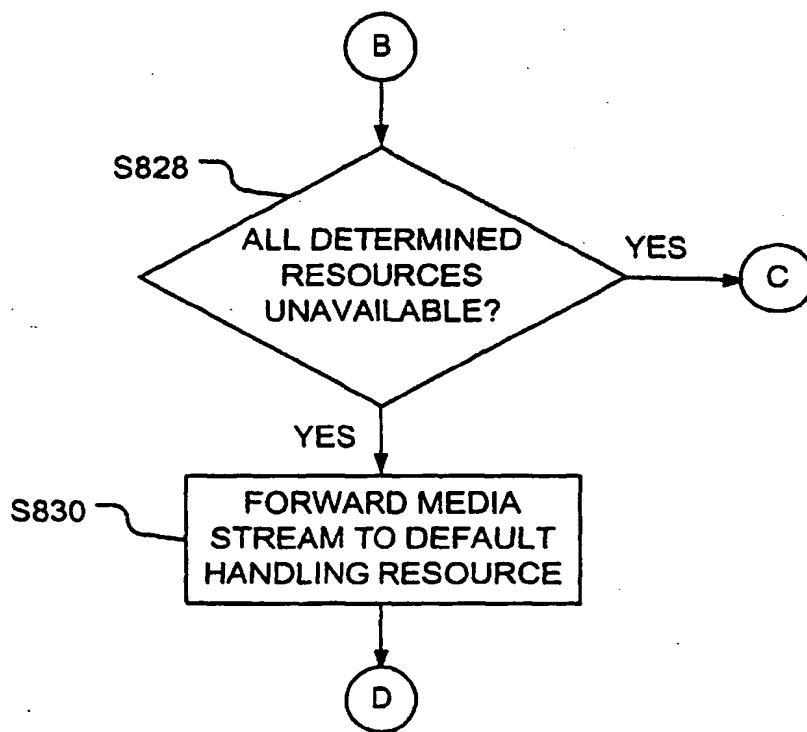 B
S828
ALL DETERMINED
RESOURCES
UNAVAILABLE?
YES
C
YES
S830
FORWARD MEDIA
STREAM TO DEFAULT
HANDLING RESOURCE
D